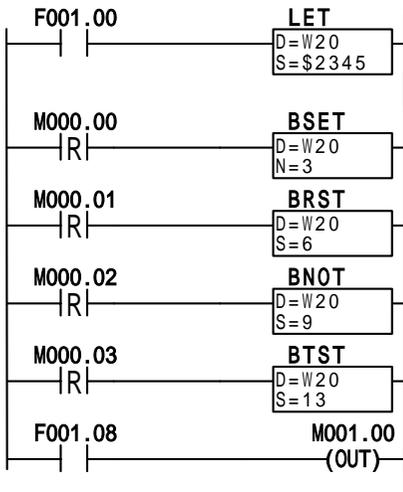 F001.00 LET
D=W20
S=$2345
M000.00 BSET
R D=W20
N=3
M000.01 BRST
R D=W20
S=6
M000.02 BNOT
R D=W20
S=9
M000.03 BTST
R D=W20
S=13
F001.08 M001.00
(OUT)